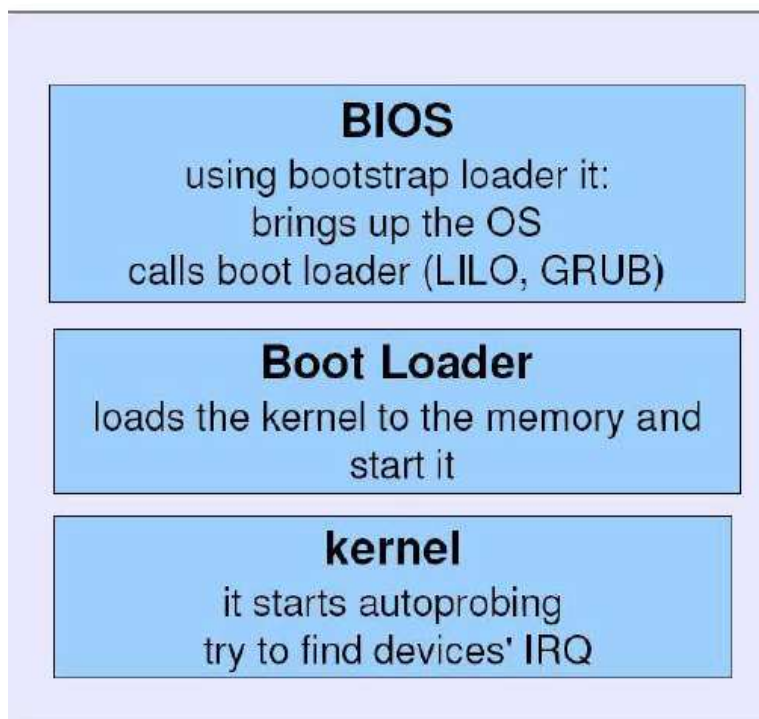 BIOS
using bootstrap loader it:
brings up the OS
calls boot loader (LILO, GRUB)
Boot Loader
loads the kernel to the memory and
start it
kernel
it starts autoprobing
try to find devices' IRQ